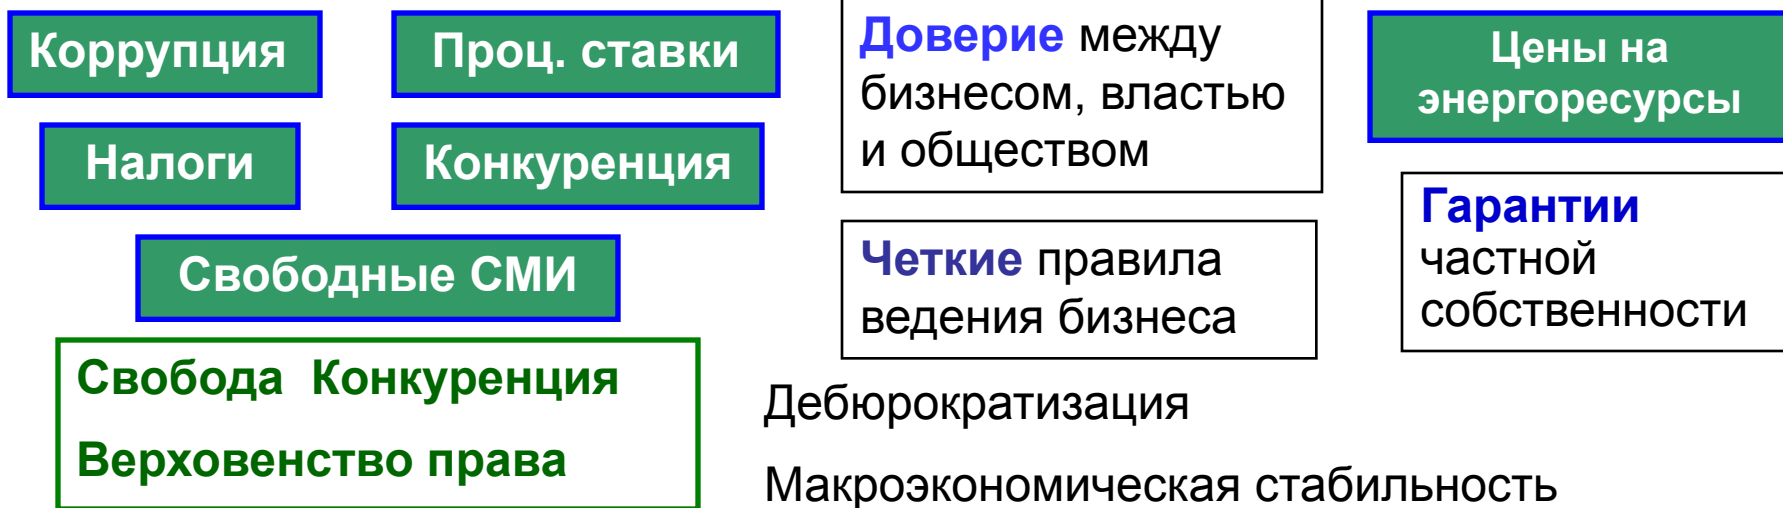 Коррупция
Проц. ставки
Налоги
Конкуренция
Свободные СМИ
Свобода  Конкуренция
Верховенство права
Доверие между
бизнесом, властью
и обществом
Четкие правила
ведения бизнеса
Дебюрократизация
Макроэкономическая стабильность
Цены на
энергоресурсы
Гарантии
частной
собственности